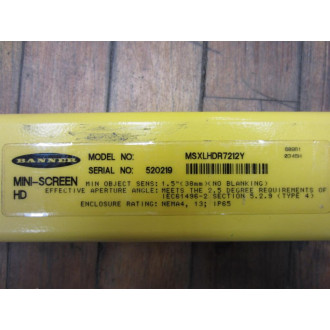 BANNER
MODEL NO: MSXLHDR7212Y
SERIAL NO: 520219
MINI-SCREEN HD
MIN OBJECT SENS: 1.5"(38mm)(NO BLANKING)
EFFECTIVE APERTURE ANGLE: MEETS THE 2.5 DEGREE REQUIREMENTS OF
IEC61496-2 SECTION 5.2.9 (TYPE 4)
ENCLOSURE RATING: NEMA4, 13; IP65